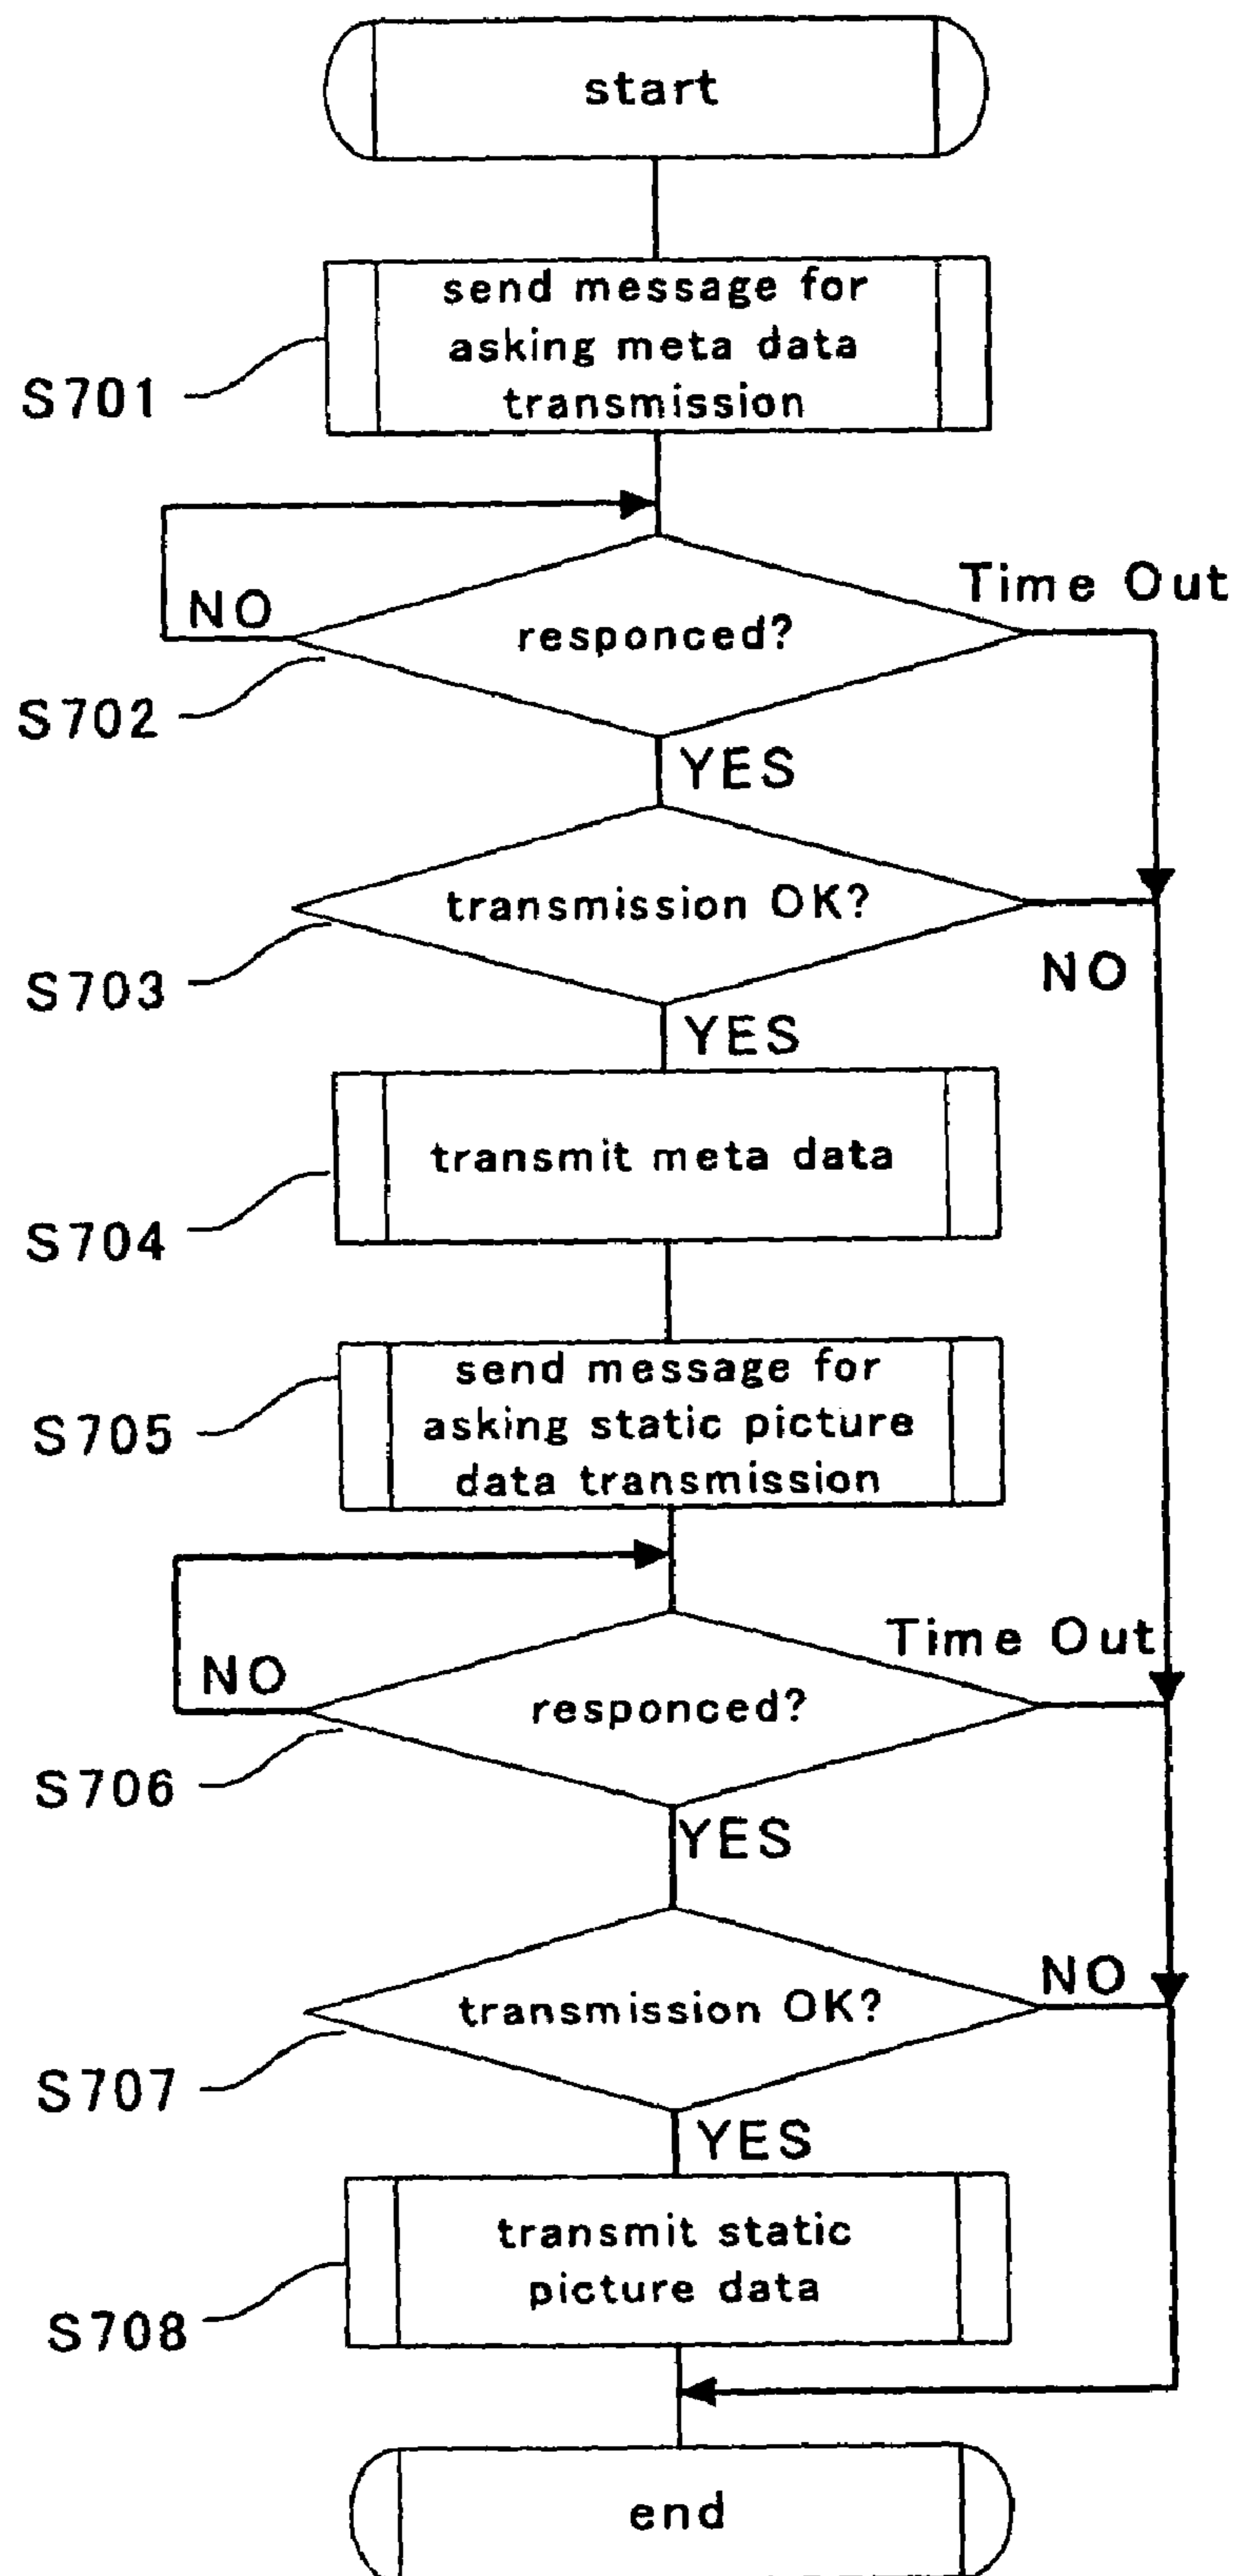 start
send message for
asking meta data
transmission
S701
Time Out
NO
responced?
S702
YES
transmission OK?
S703
NO
YES
transmit meta data
S704
send message for
asking static picture
data transmission
S705
Time Out
NO
responced?
S706
YES
NO
transmission OK?
S707
YES
transmit static
picture data
S708
end